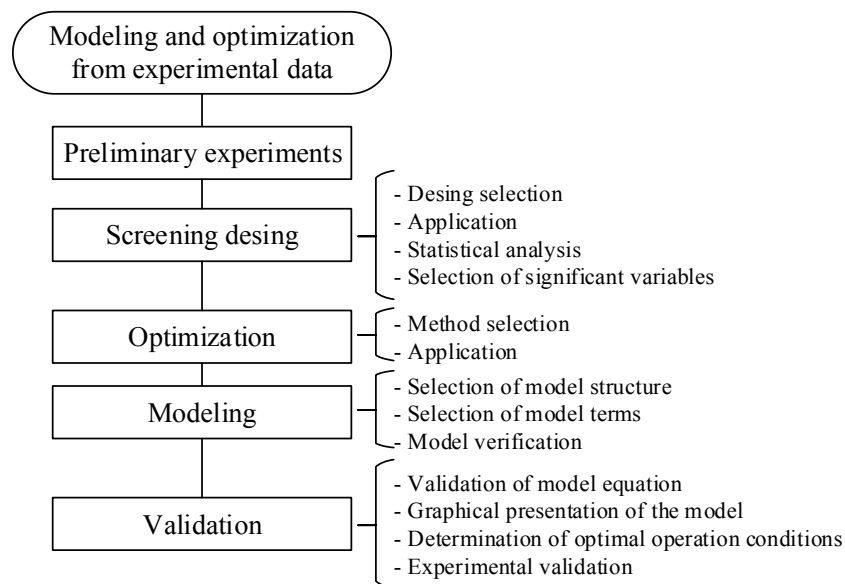 Modeling and optimization
from experimental data
Preliminary experiments
Screening desing
- Desing selection
- Application
- Statistical analysis
- Selection of significant variables
Optimization
- Method selection
- Application
Modeling
- Selection of model structure
- Selection of model terms
- Model verification
Validation
- Validation of model equation
- Graphical presentation of the model
- Determination of optimal operation conditions
- Experimental validation